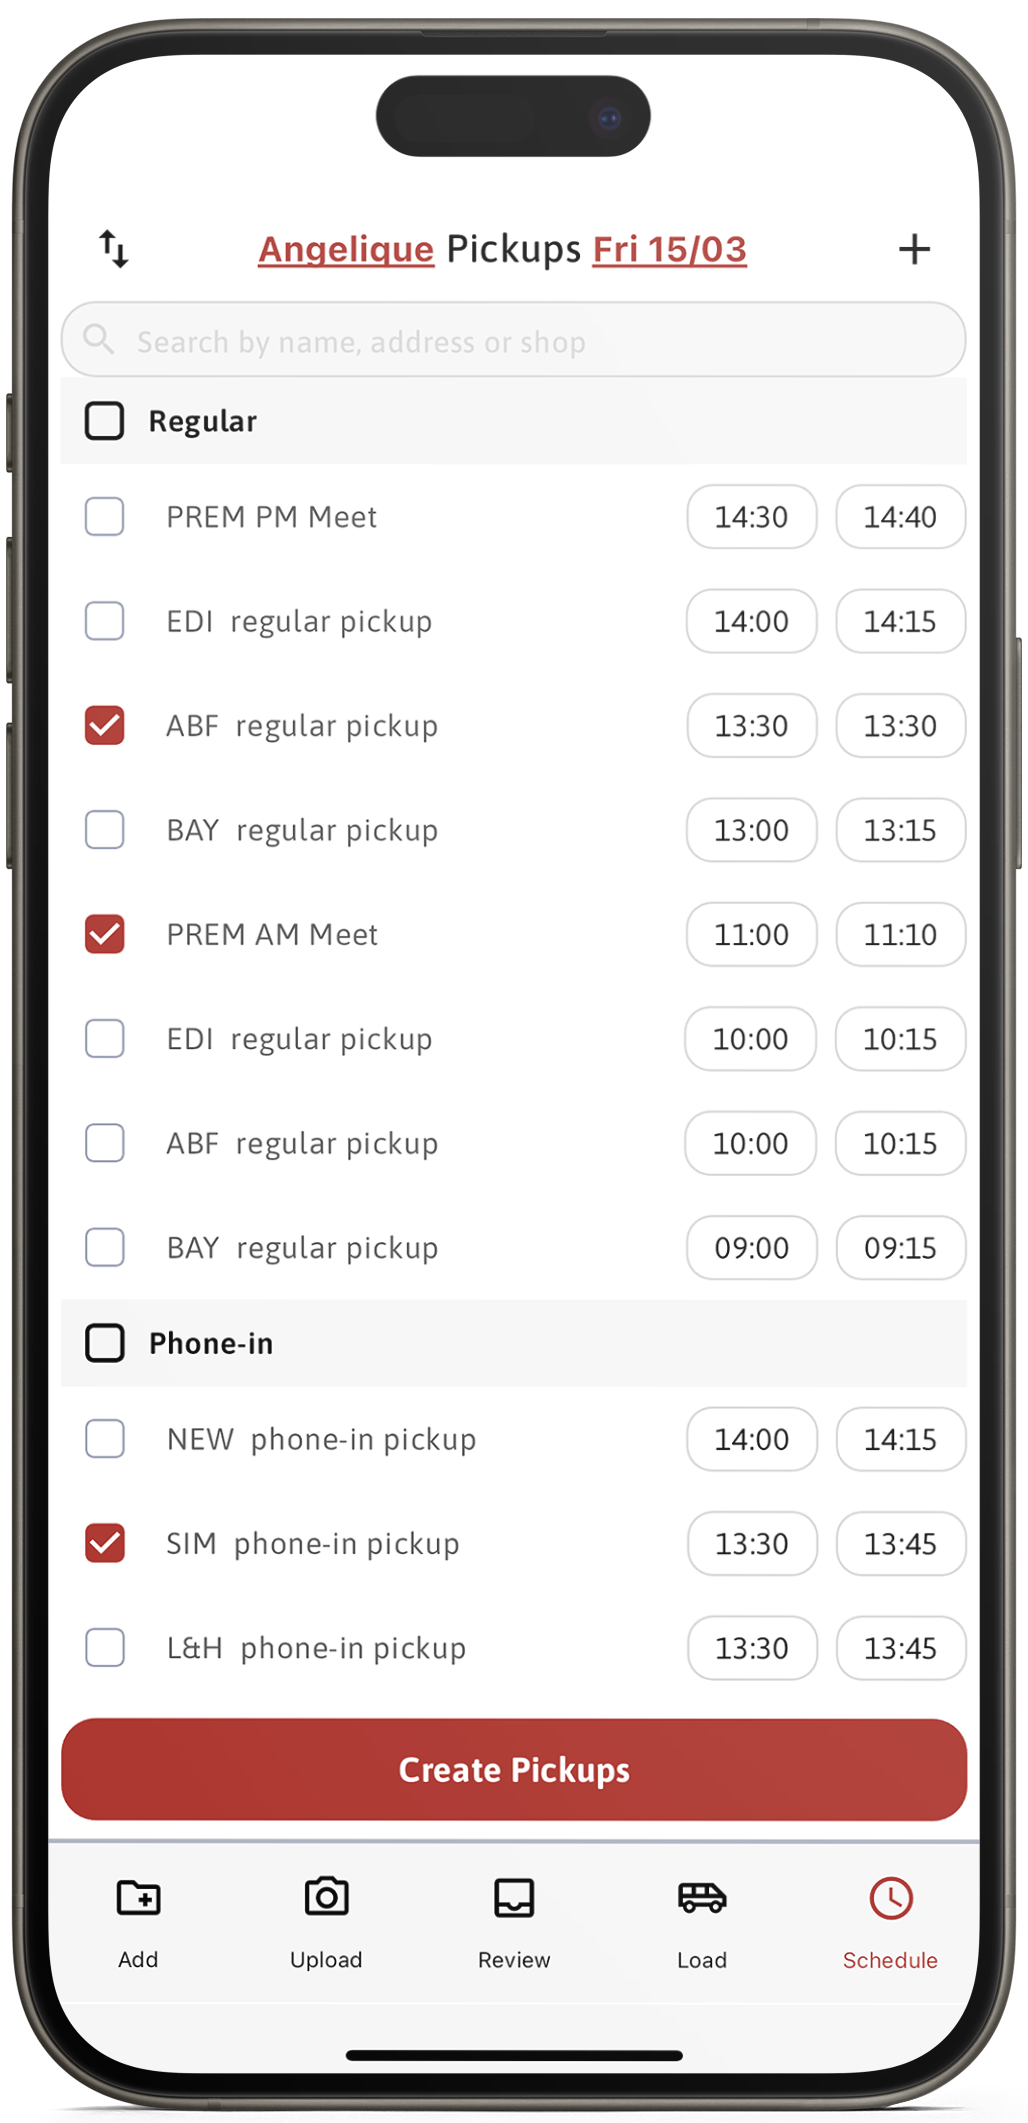 Angelique Pickups Fri 15/03
Search by name, address or shop
Regular
PREM PM Meet 14:30 14:40
EDI regular pickup 14:00 14:15
ABF regular pickup 13:30 13:30
BAY regular pickup 13:00 13:15
PREM AM Meet 11:00 11:10
EDI regular pickup 10:00 10:15
ABF regular pickup 10:00 10:15
BAY regular pickup 09:00 09:15
Phone-in
NEW phone-in pickup 14:00 14:15
SIM phone-in pickup 13:30 13:45
L&H phone-in pickup 13:30 13:45
Create Pickups
Add Upload Review Load Schedule